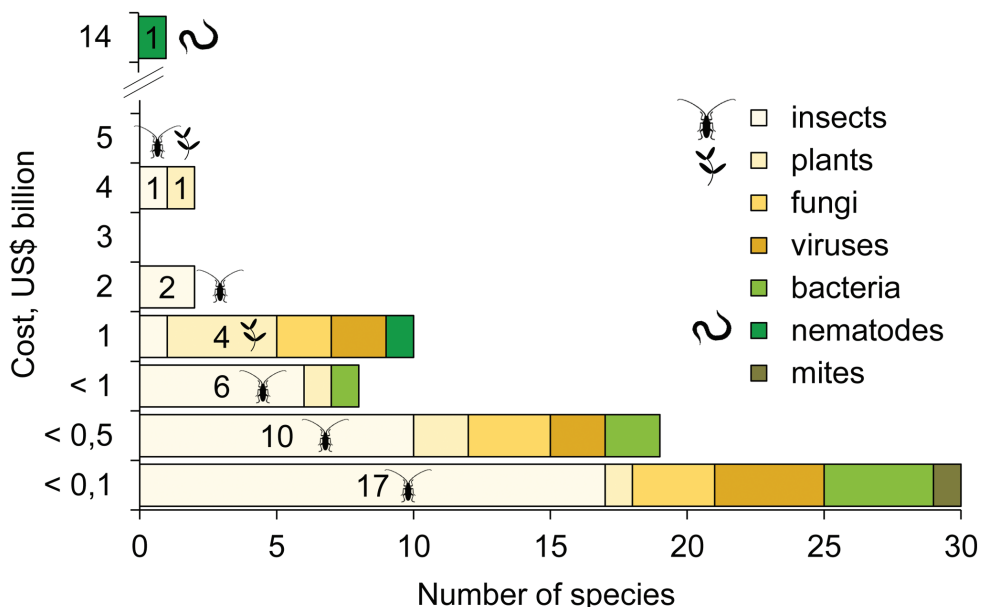 14
1
5
4
1 1
3
2
2
1
4
< 1
6
< 0,5
10
< 0,1
17
0 5 10 15 20 25 30
Number of species
Cost, US$ billion
insects
plants
fungi
viruses
bacteria
nematodes
mites